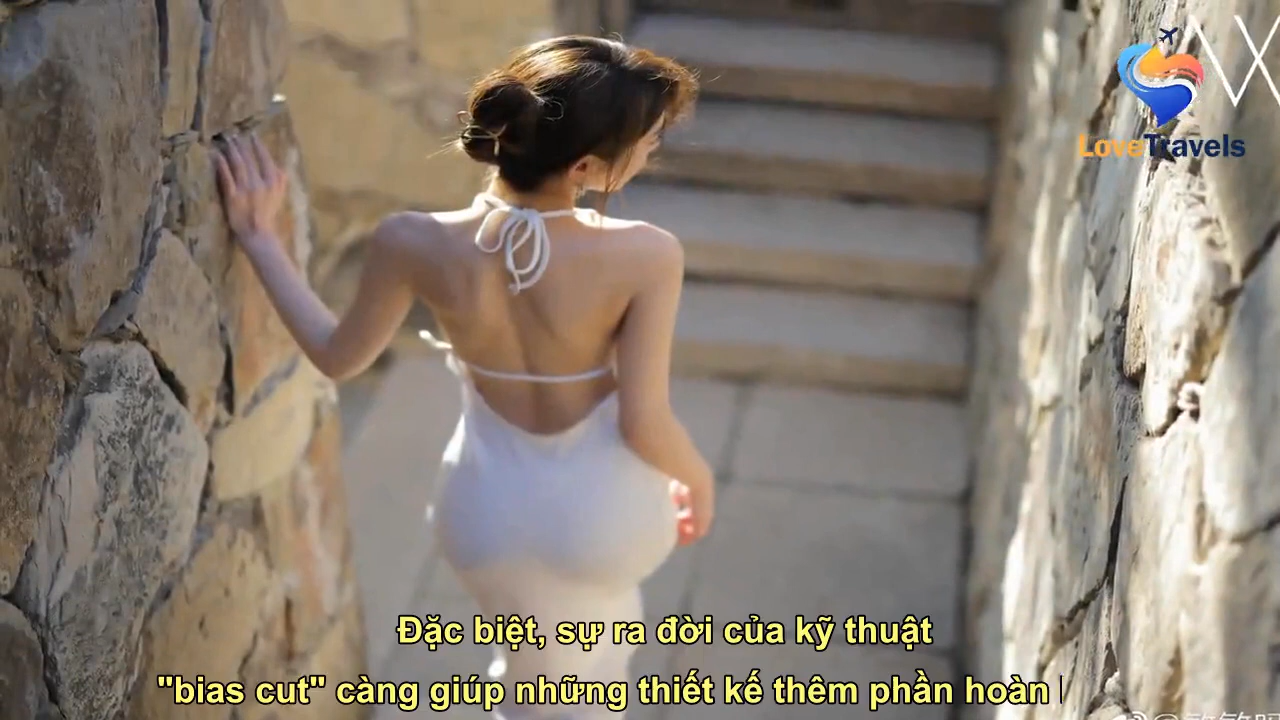 LoveTravels
Đặc biệt, sự ra đời của kỹ thuật
"bias cut" càng giúp những thiết kế thêm phần hoàn